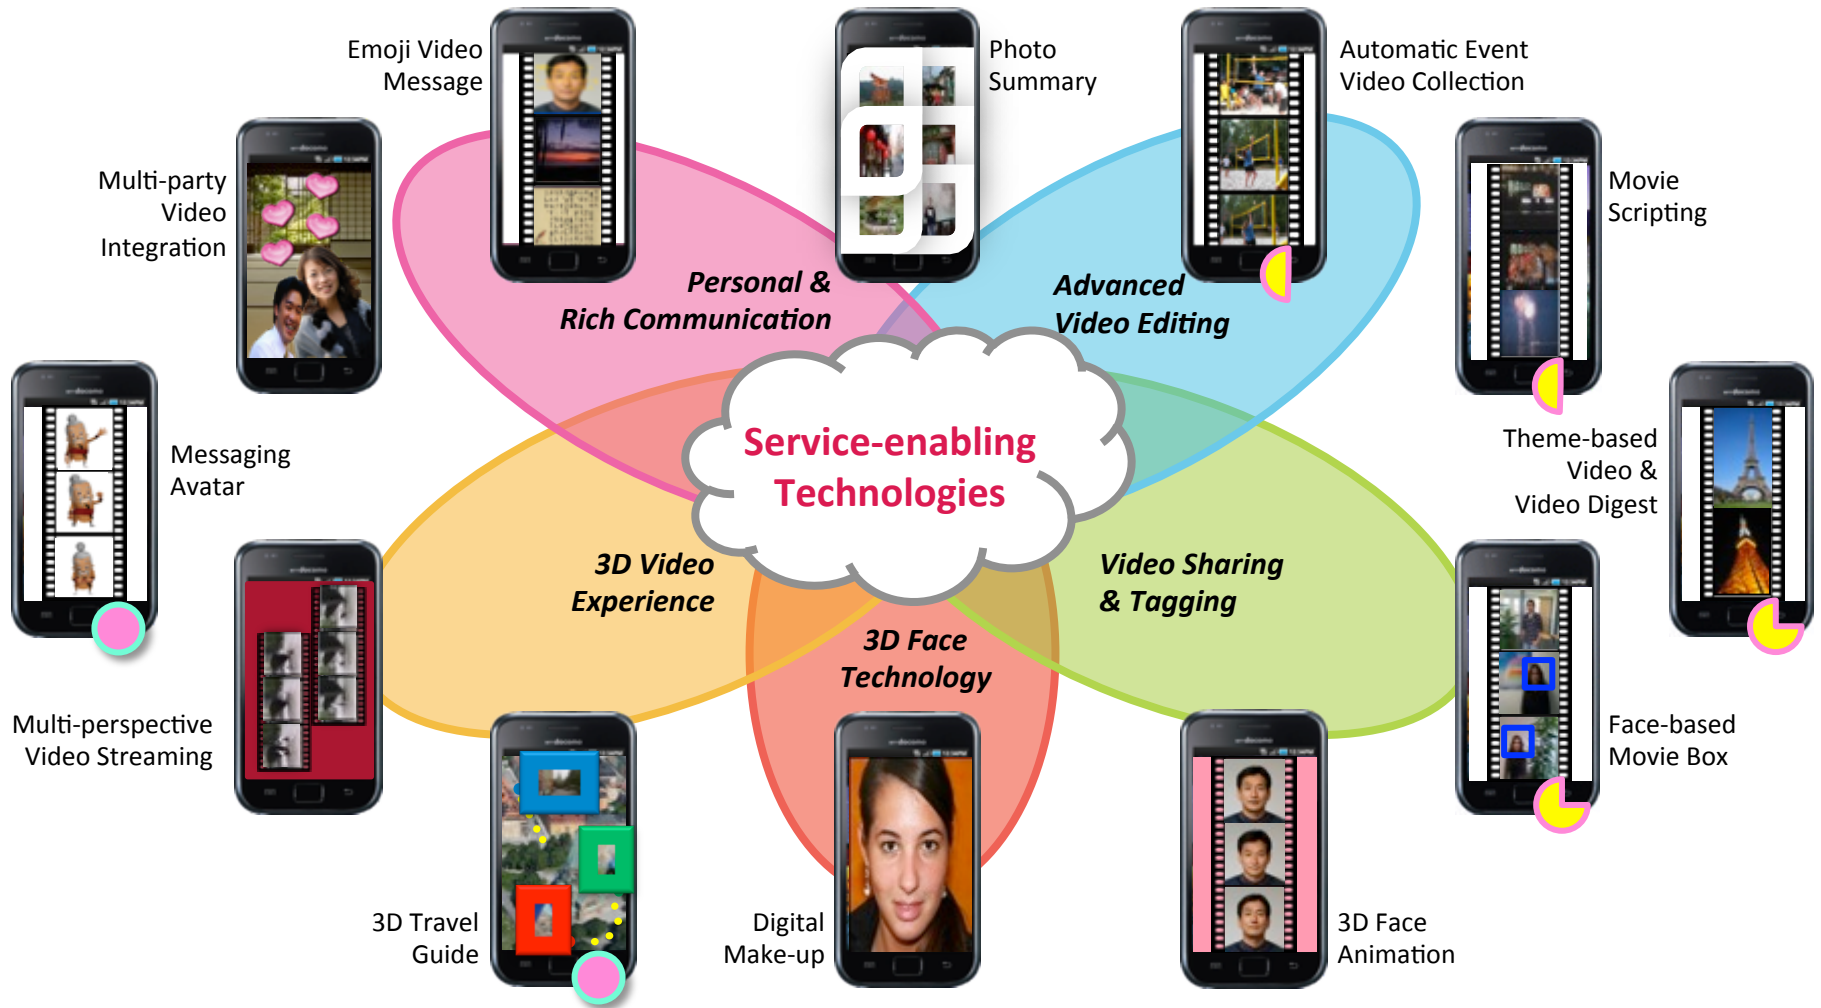 Emoji Video
Message
Photo
Summary
Automatic Event
Video Collection
Multi-party
Video
Integration
Movie
Scripting
Personal &
Rich Communication
Advanced
Video Editing
Messaging
Avatar
Service-enabling
Technologies
Theme-based
Video &
Video Digest
3D Video
Experience
Video Sharing
& Tagging
3D Face
Technology
Multi-perspective
Video Streaming
Face-based
Movie Box
3D Travel
Guide
Digital
Make-up
3D Face
Animation